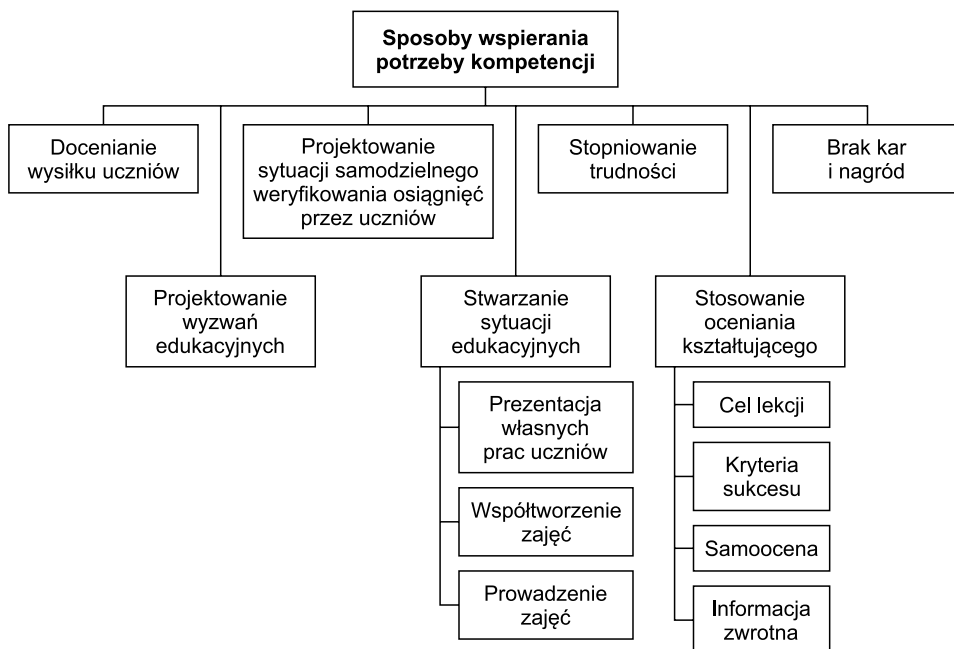 Sposoby wspierania
potrzeby kompetencji
Docenianie
wysiłku uczniów
Projektowanie
sytuacji samodzielnego
weryfikowania osiągnięć
przez uczniów
Stopniowanie
trudności
Brak kar
i nagród
Projektowanie
wyzwań
edukacyjnych
Stwarzanie
sytuacji
edukacyjnych
Stosowanie
oceniania
kształtującego
Prezentacja
własnych
prac uczniów
Współtworzenie
zajęć
Prowadzenie
zajęć
Cel lekcji
Kryteria
sukcesu
Samoocena
Informacja
zwrotna